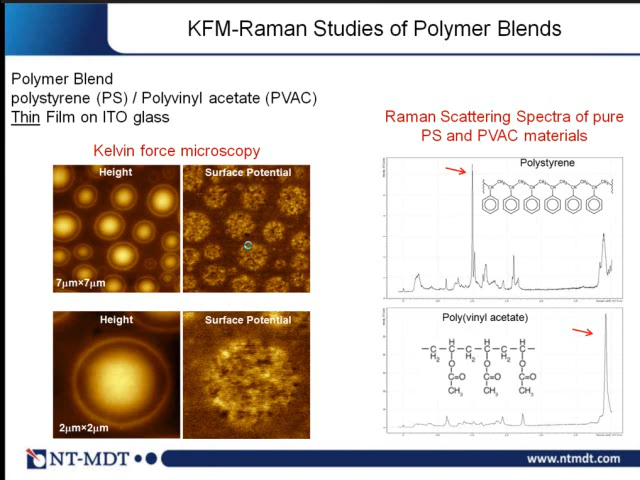 KFM-Raman Studies of Polymer Blends
Polymer Blend
polystyrene (PS) / Polyvinyl acetate (PVAC)
Thin Film on ITO glass
Kelvin force microscopy
Height
Surface Potential
7μm×7μm
Height
Surface Potential
2μm×2μm
Raman Scattering Spectra of pure
PS and PVAC materials
Polystyrene
Poly(vinyl acetate)
NT-MDT
www.ntmdt.com